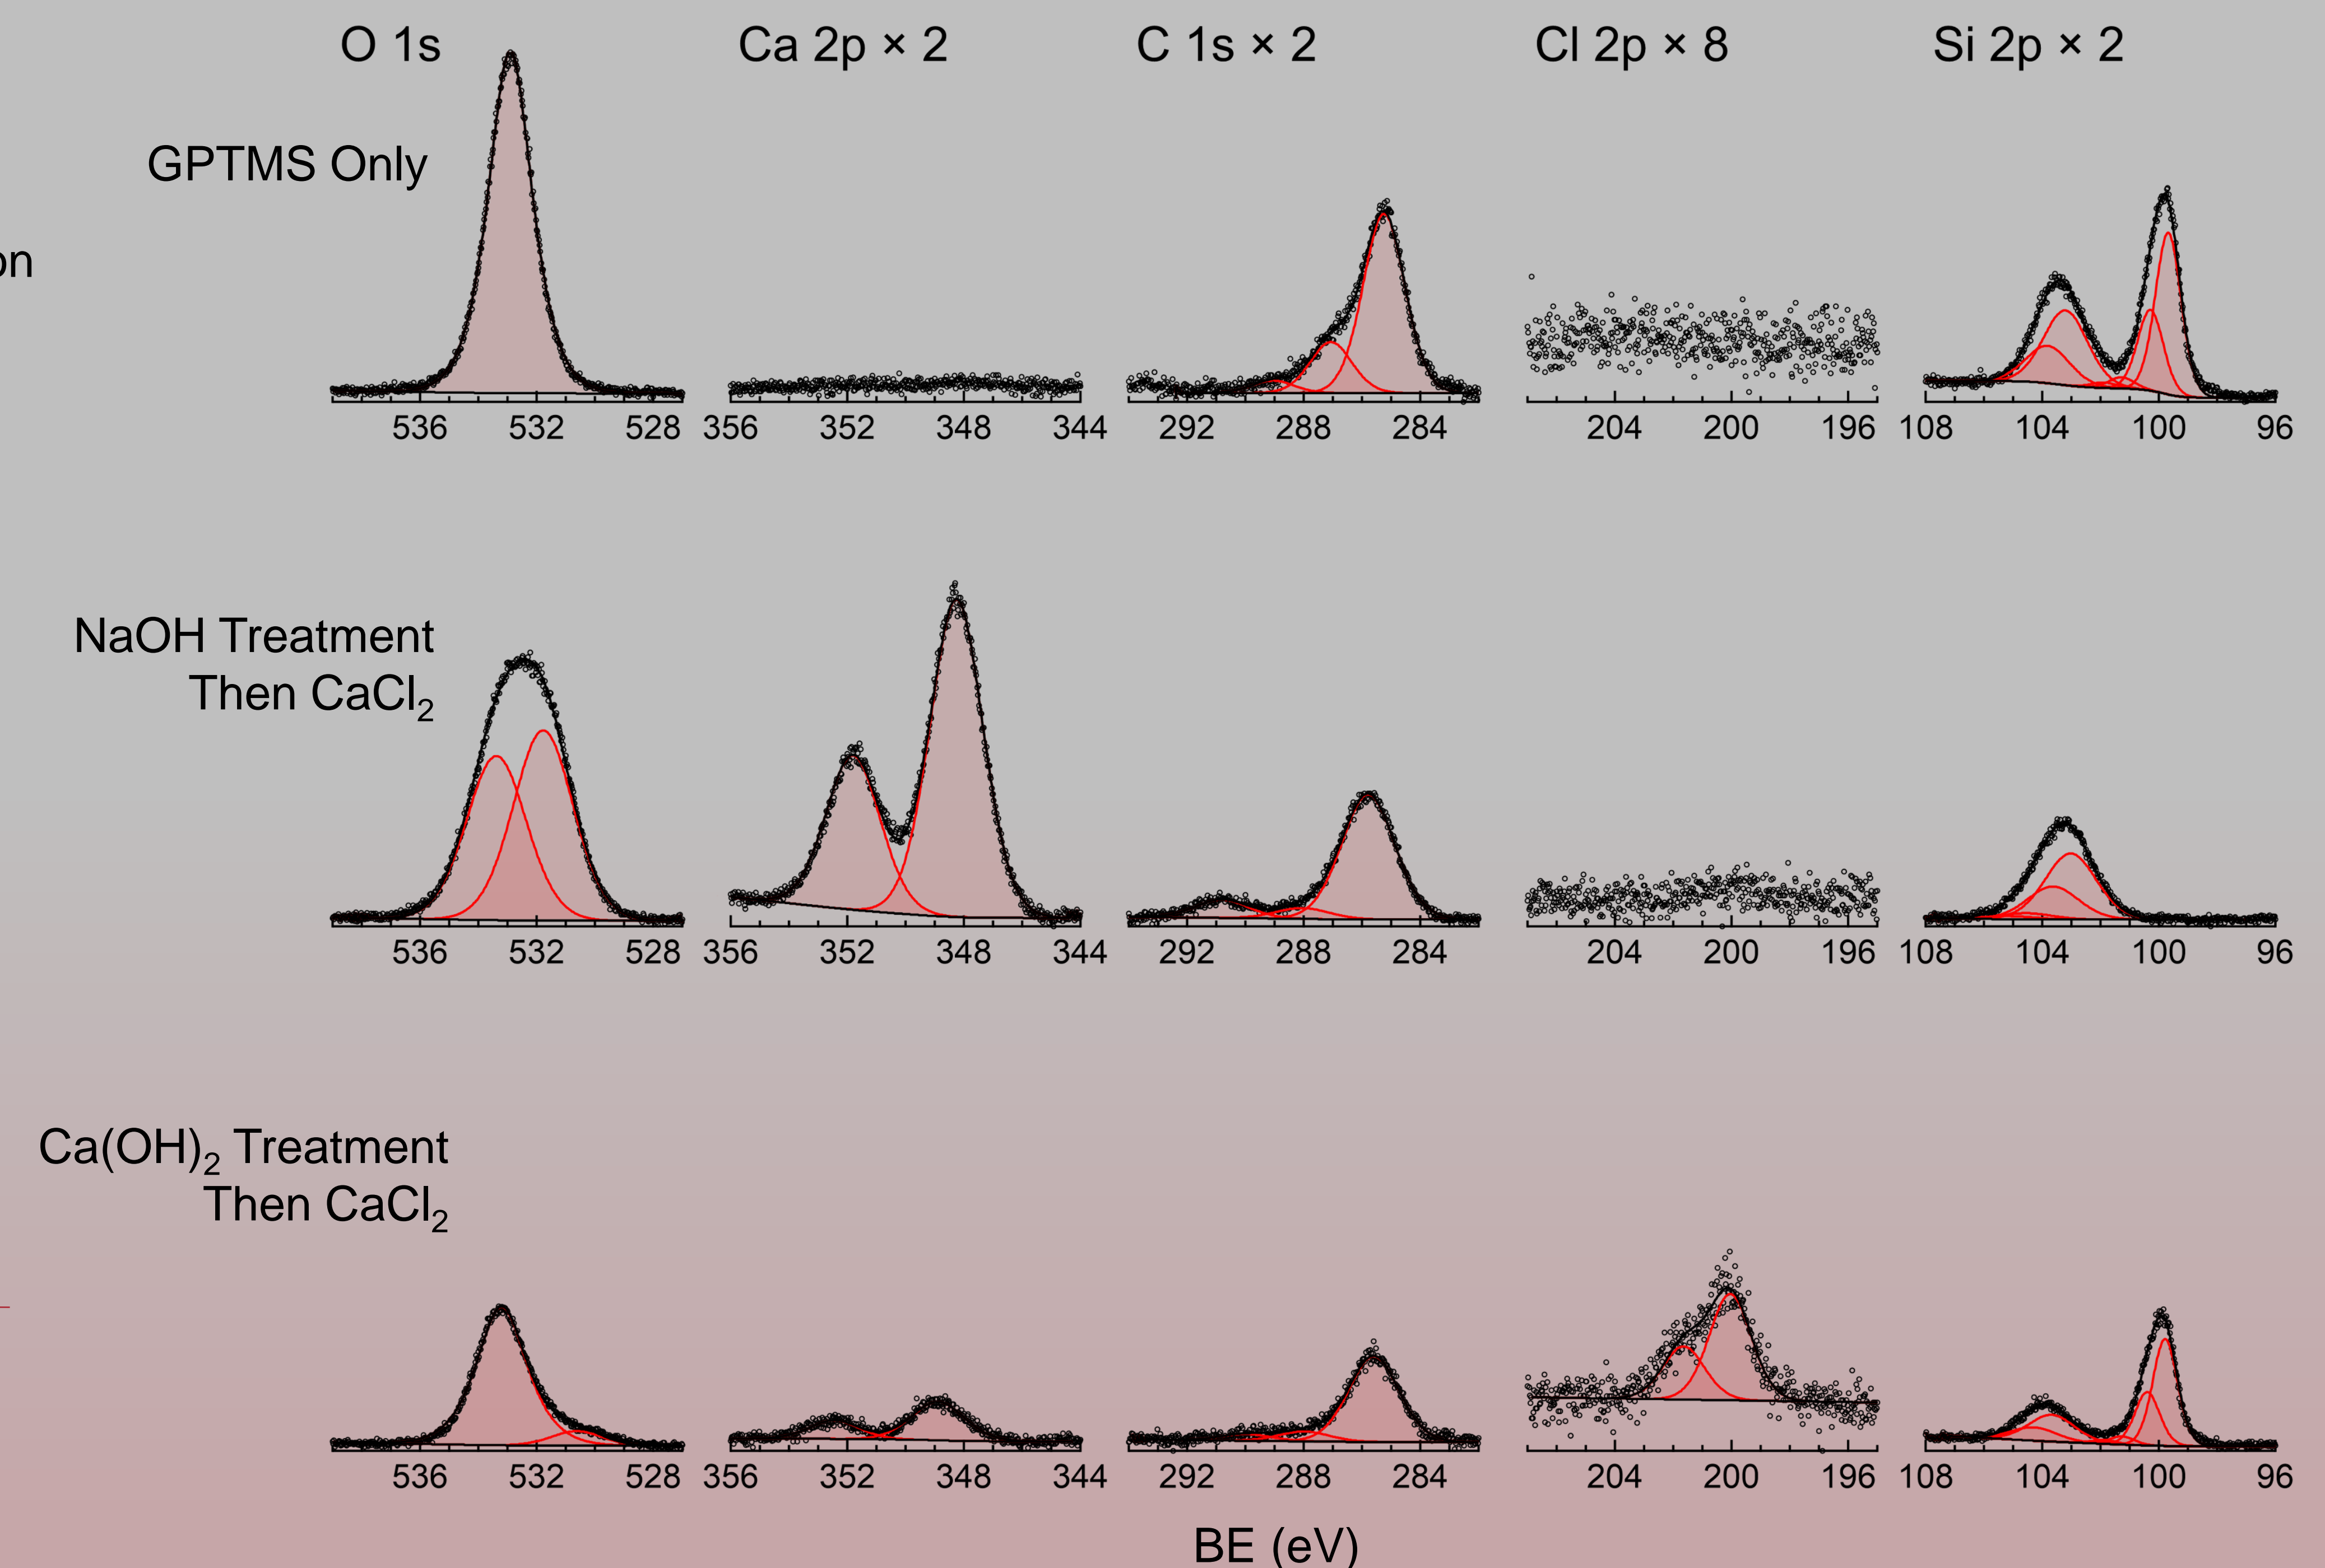 O 1s Ca 2p × 2 C 1s × 2 Cl 2p × 8 Si 2p × 2
GPTMS Only
on
536 532 528 356 352 348 344 292 288 284 204 200 196 108 104 100 96
NaOH Treatment
Then CaCl₂
536 532 528 356 352 348 344 292 288 284 204 200 196 108 104 100 96
Ca(OH)₂ Treatment
Then CaCl₂
536 532 528 356 352 348 344 292 288 284 204 200 196 108 104 100 96
BE (eV)